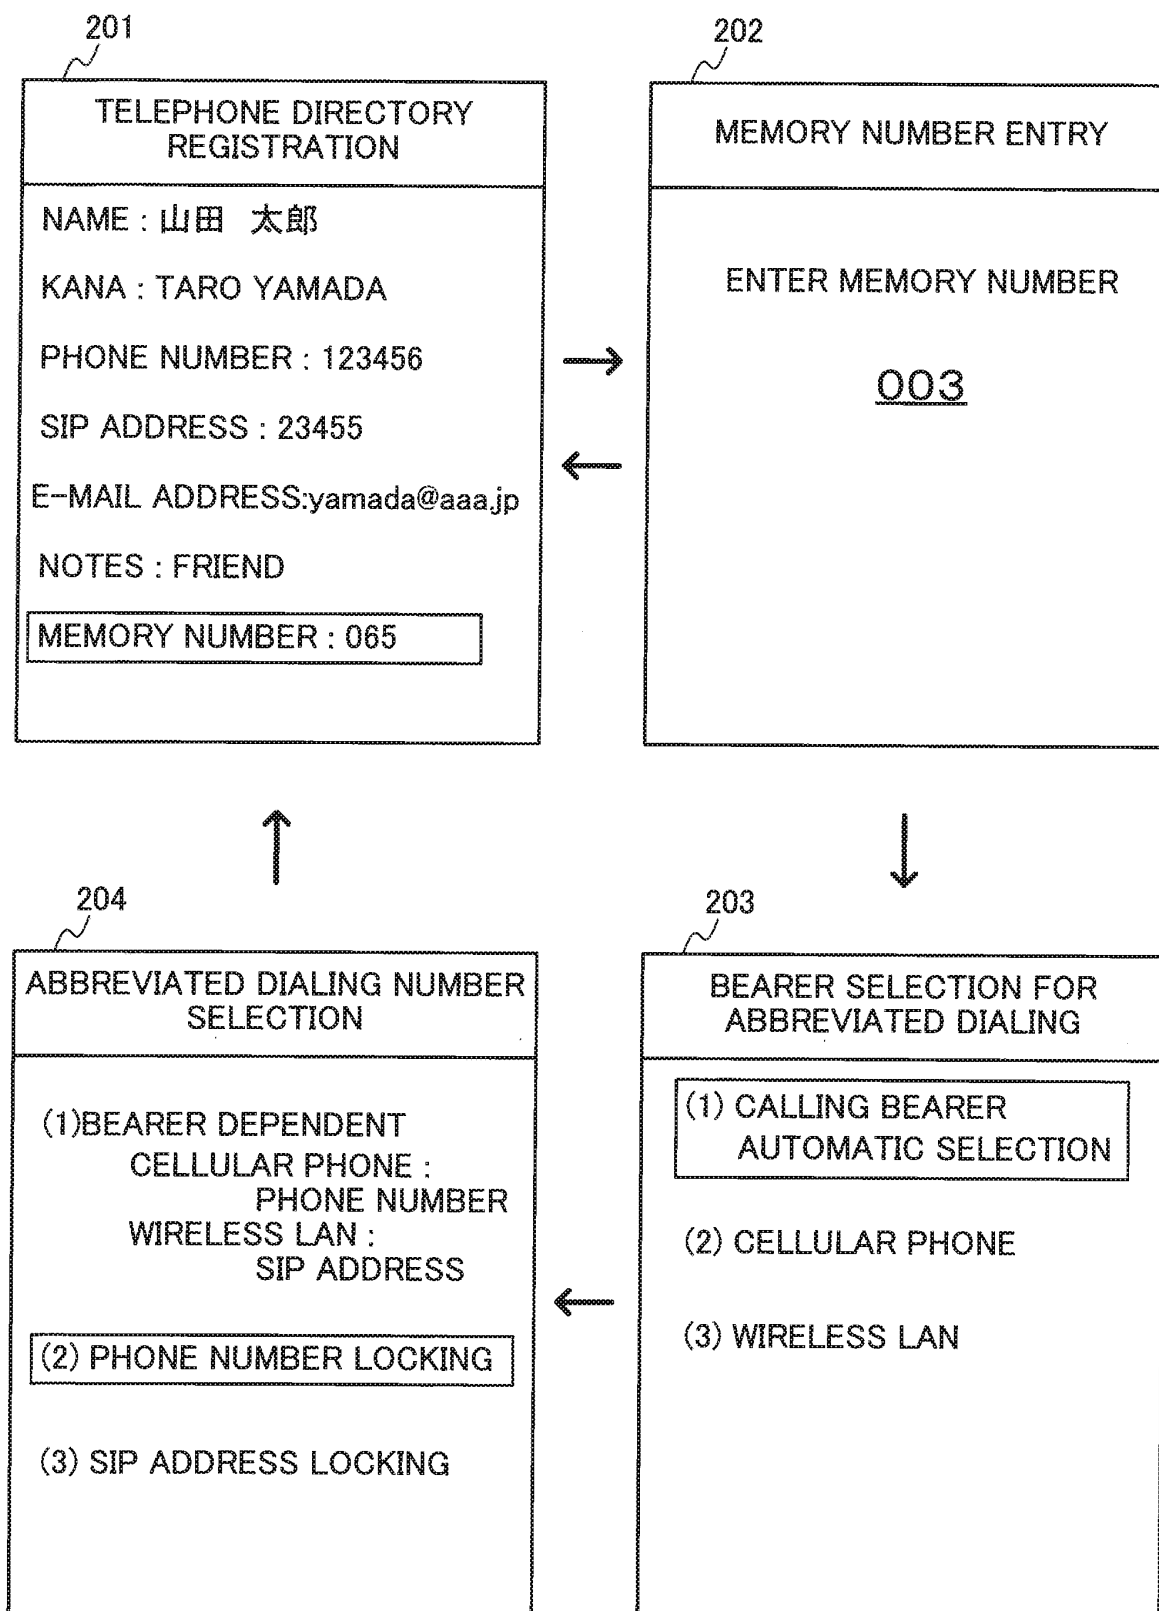 201
TELEPHONE DIRECTORY
REGISTRATION
NAME : 山田 太郎
KANA : TARO YAMADA
PHONE NUMBER : 123456
SIP ADDRESS : 23455
E-MAIL ADDRESS:yamada@aaa.jp
NOTES : FRIEND
MEMORY NUMBER : 065
202
MEMORY NUMBER ENTRY
ENTER MEMORY NUMBER
003
204
ABBREVIATED DIALING NUMBER
SELECTION
(1)BEARER DEPENDENT
CELLULAR PHONE :
PHONE NUMBER
WIRELESS LAN :
SIP ADDRESS
(2) PHONE NUMBER LOCKING
(3) SIP ADDRESS LOCKING
203
BEARER SELECTION FOR
ABBREVIATED DIALING
(1) CALLING BEARER
AUTOMATIC SELECTION
(2) CELLULAR PHONE
(3) WIRELESS LAN